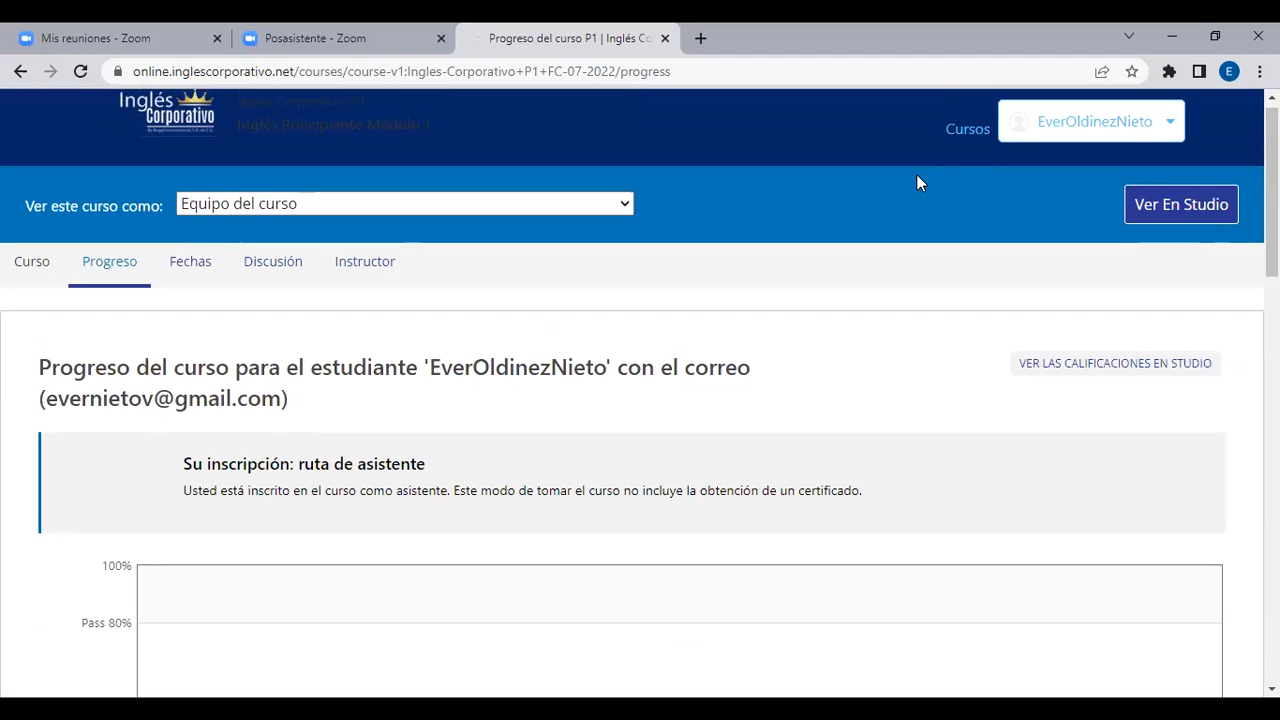 Mis reuniones - Zoom
Posasistente - Zoom
Progreso del curso P1 | Inglés Co
online.inglescorporativo.net/courses/course-v1:Ingles-Corporativo+P1+FC-07-2022/progress
E
Inglés
Corporativo
Inglés Principiante Modulo 1
Cursos
EverOldinezNieto
Ver este curso como:
Equipo del curso
Ver En Studio
Curso
Progreso
Fechas
Discusión
Instructor
Progreso del curso para el estudiante 'EverOldinezNieto' con el correo
(evernietov@gmail.com)
VER LAS CALIFICACIONES EN STUDIO
Su inscripción: ruta de asistente
Usted está inscrito en el curso como asistente. Este modo de tomar el curso no incluye la obtención de un certificado.
100%
Pass 80%